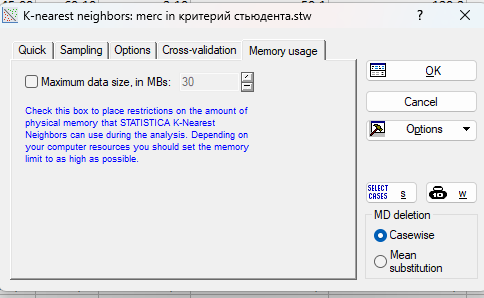 K-nearest neighbors: merc in критерий стьюдента.stw
?
Quick
Sampling
Options
Cross-validation
Memory usage
Maximum data size, in MBs:
30
Check this box to place restrictions on the amount of
physical memory that STATISTICA K-Nearest
Neighbors can use during the analysis. Depending on
your computer resources you should set the memory
limit to as high as possible.
OK
Cancel
Options
SELECT
CASES
S
W
MD deletion
Casewise
Mean
substitution